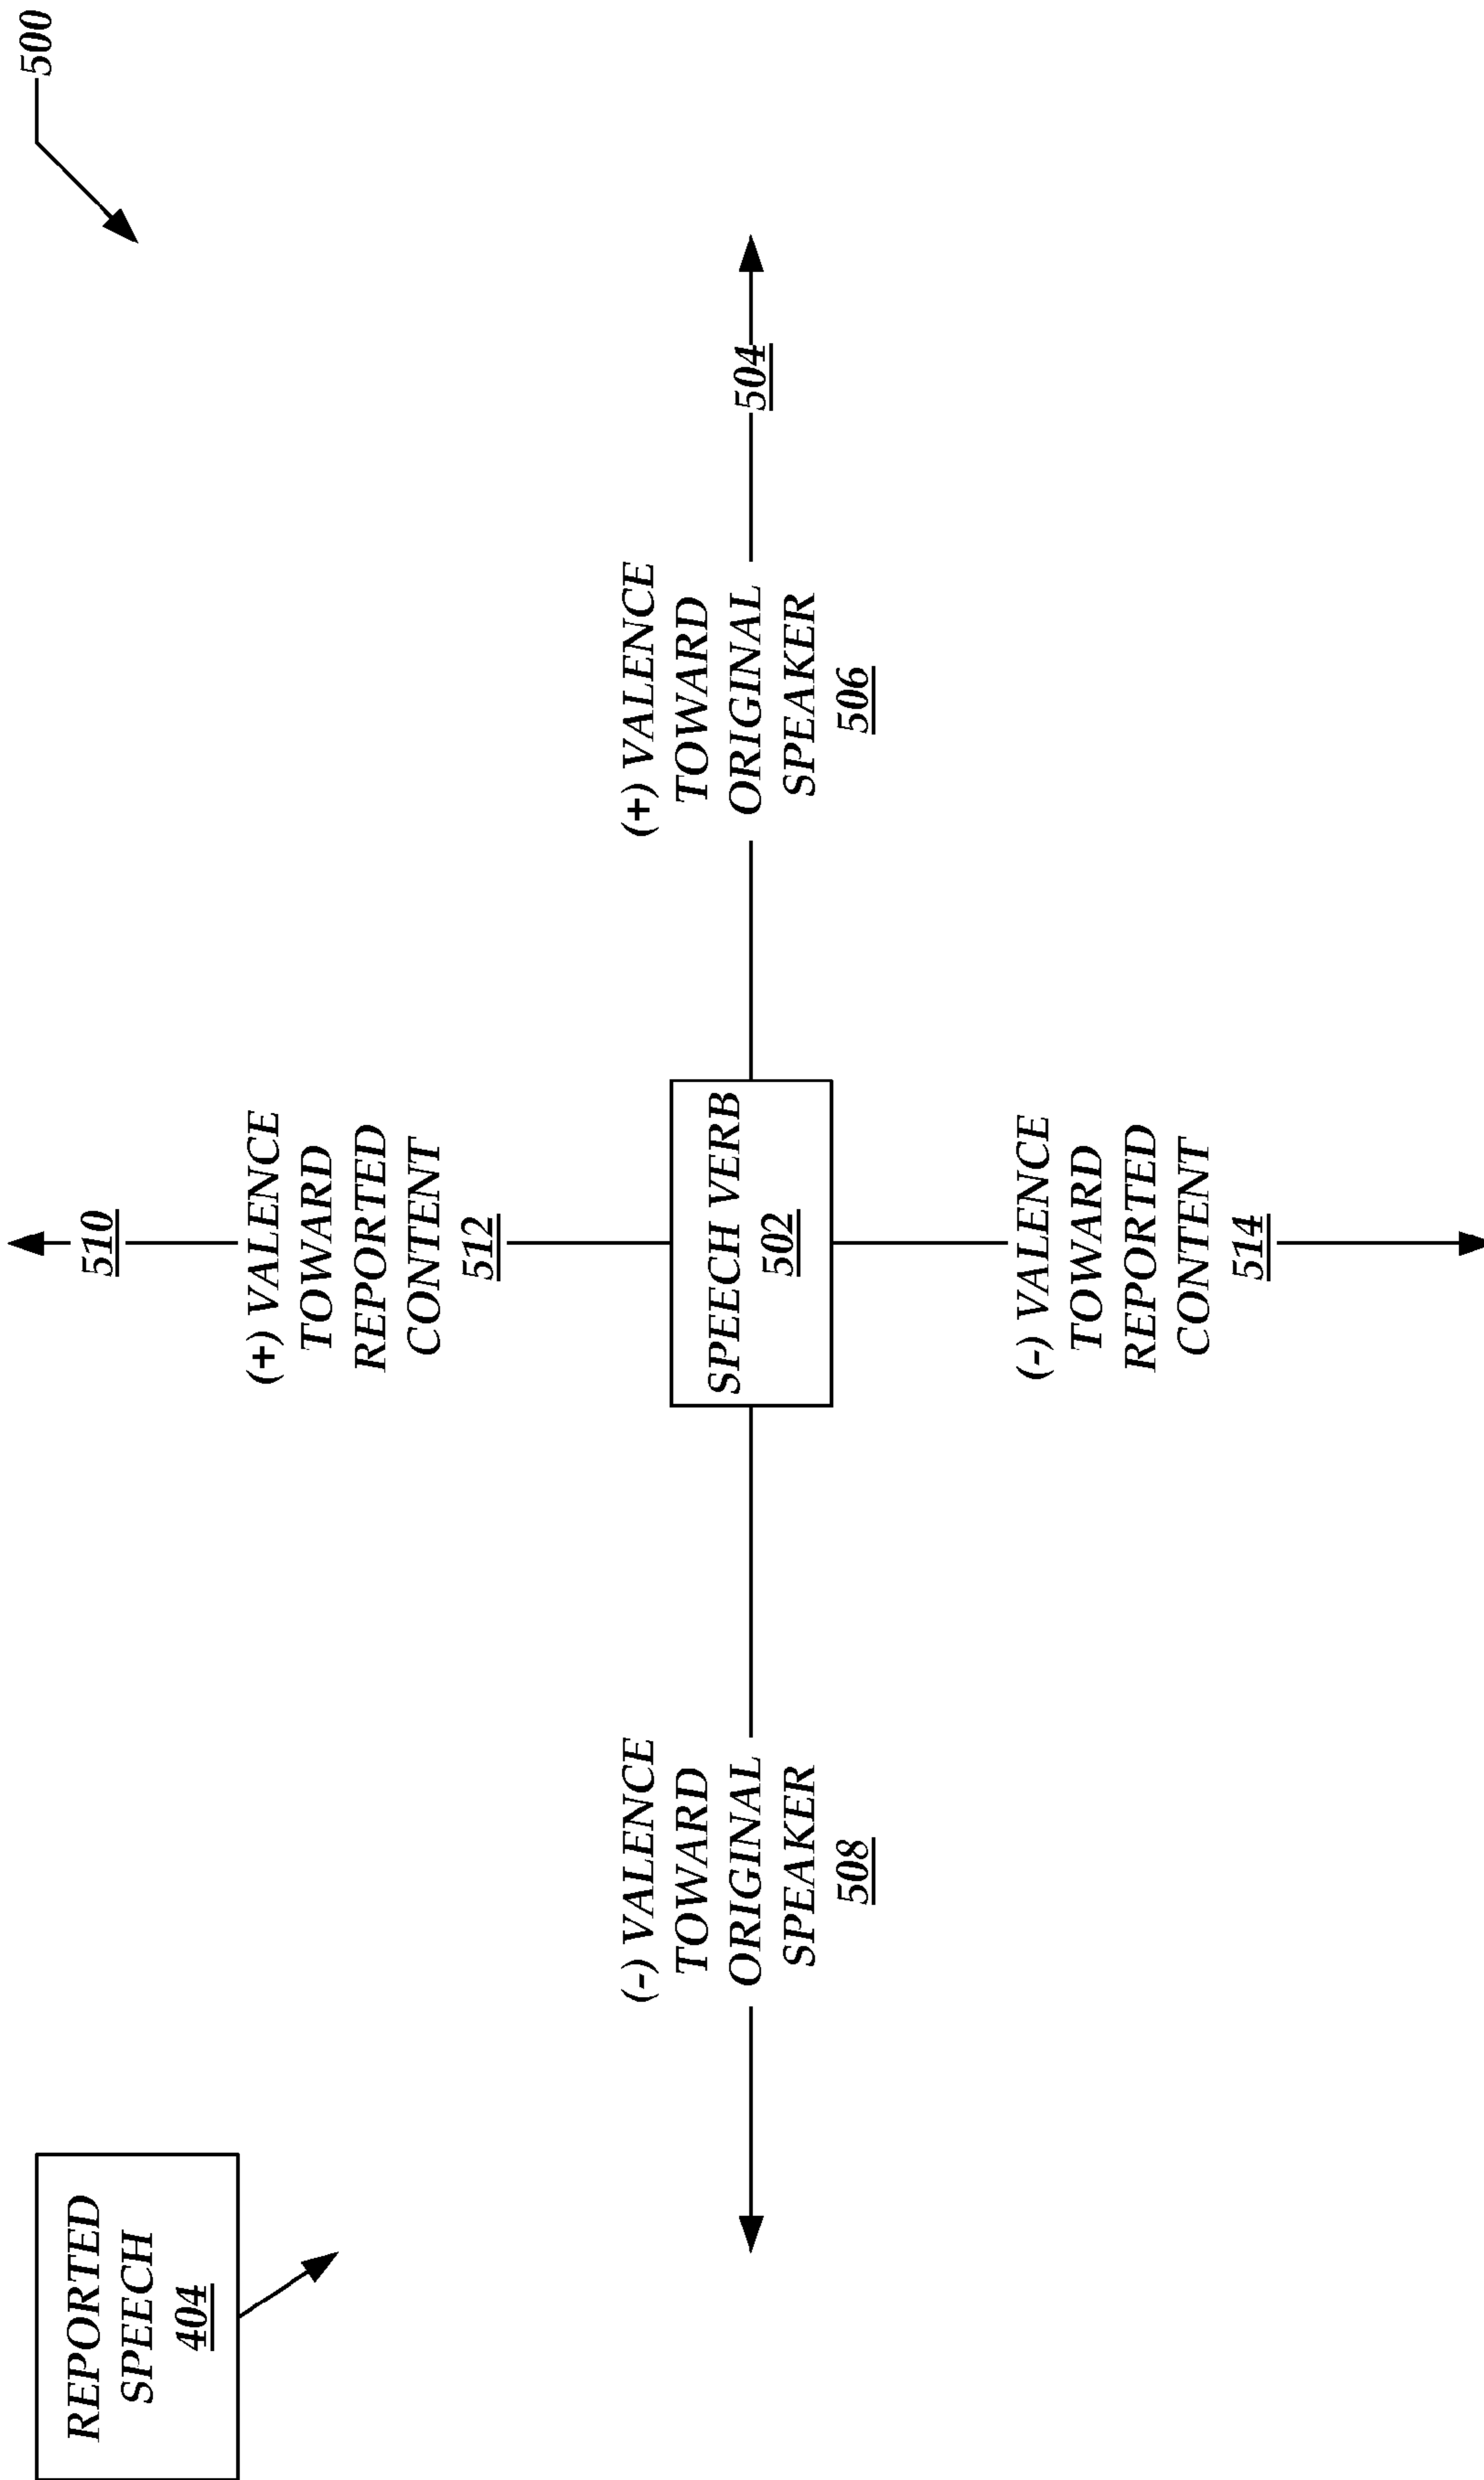 REPORTED
SPEECH
404
500
510
(+) VALENCE
TOWARD
REPORTED
CONTENT
512
(-) VALENCE
TOWARD
ORIGINAL
SPEAKER
508
SPEECH VERB
502
(+) VALENCE
TOWARD
ORIGINAL
SPEAKER
506
504
(-) VALENCE
TOWARD
REPORTED
CONTENT
514